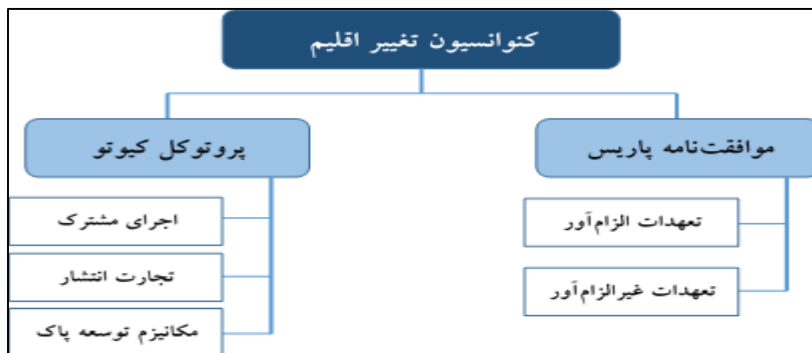 کنوانسیون تغییر اقلیم
موافقت‌نامه پاریس
تعهدات الزام‌آور
تعهدات غیرالزام‌آور
پروتوکل کیوتو
اجرای مشترک
تجارت انتشار
مکانیزم توسعه پاک